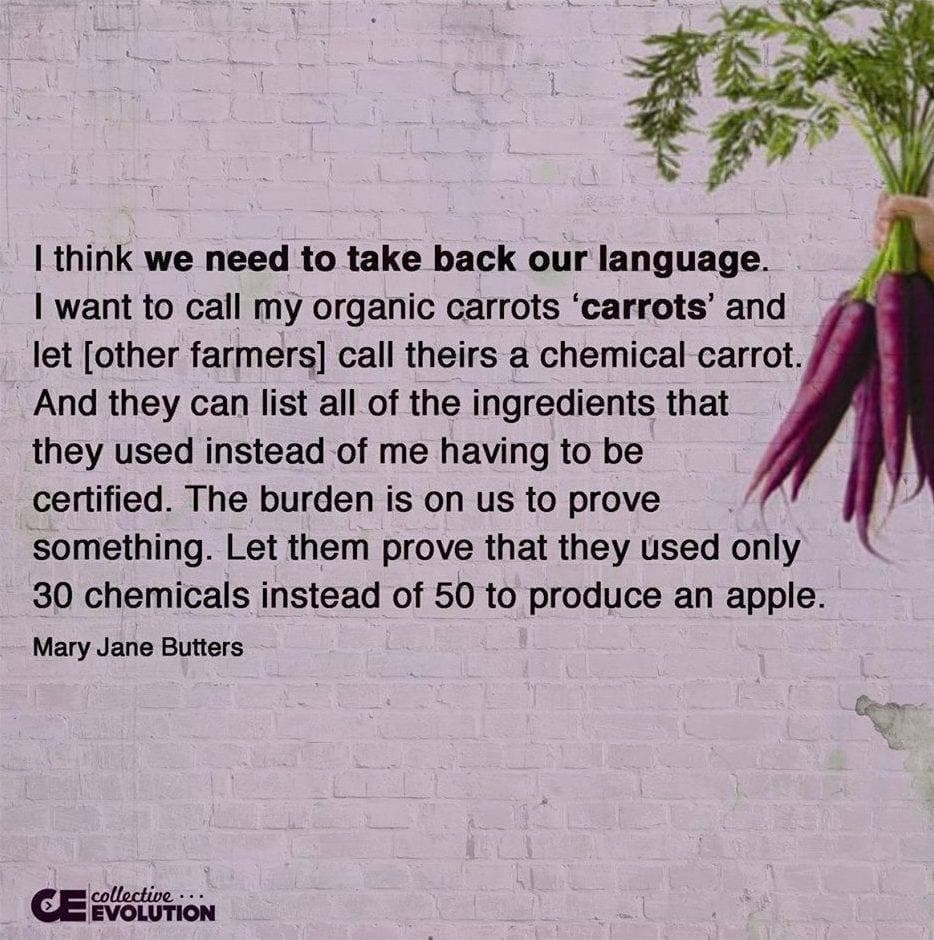 I think we need to take back our language.
I want to call my organic carrots ‘carrots’ and
let [other farmers] call theirs a chemical carrot.
And they can list all of the ingredients that
they used instead of me having to be
certified. The burden is on us to prove
something. Let them prove that they used only
30 chemicals instead of 50 to produce an apple.
Mary Jane Butters
CE collective ...
EVOLUTION